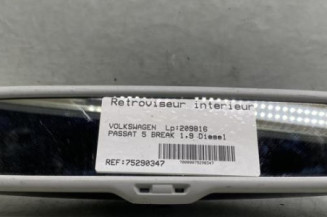 Retroviseur interieur
VOLKSWAGEN Lp:209816
PASSAT 5 BREAK 1.9 Diesel
REF:75290347